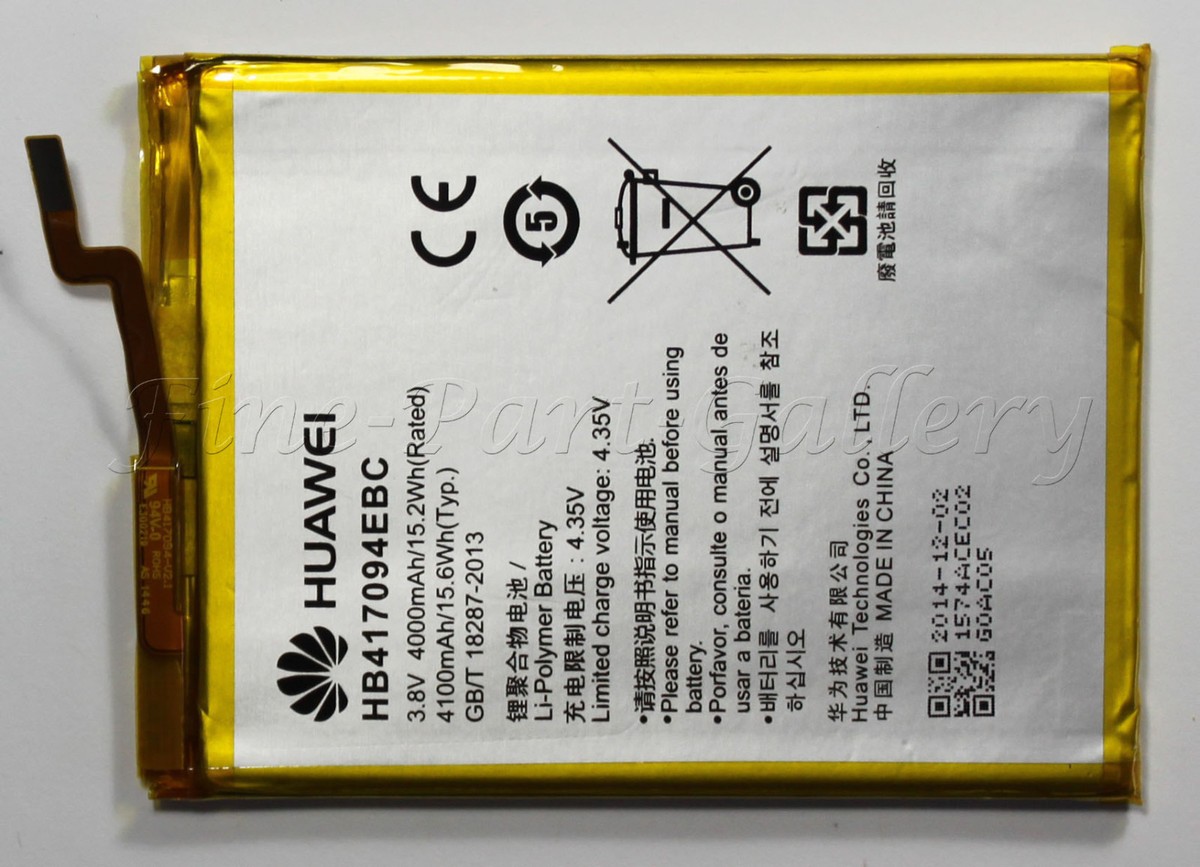 HUAWEI
HB417094EBC
3.8V 4000mAh/15.2Wh(Rated)
4100mAh/15.6Wh(Typ.)
GB/T 18287-2013
锂聚合物电池 /
Li-Polymer Battery
充电限制电压：4.35V
Limited charge voltage: 4.35V
•请按照说明书指示使用电池.
•Please refer to manual before using
battery.
•Porfavor, consulte o manual antes de
usar a bateria.
•배터리를 사용하기 전에 설명서를 참조
하십시오
华为技术有限公司
Huawei Technologies Co., LTD.
中国制造 MADE IN CHINA
2014-12-02
1574ACEC02
GOAC05
CE
5
廢電池請回收
Fine-Part Gallery
94V-0 ROHS